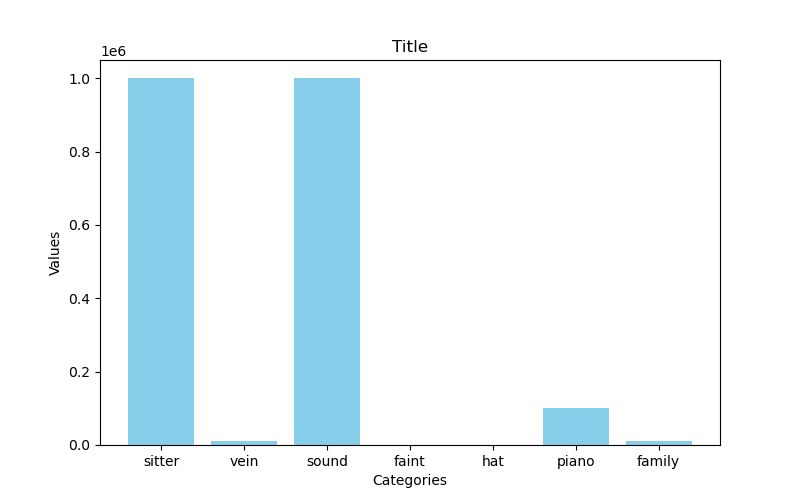 Title
1e6
1.0
0.8
0.6
0.4
0.2
0.0
Values
sitter vein sound faint hat piano family
Categories